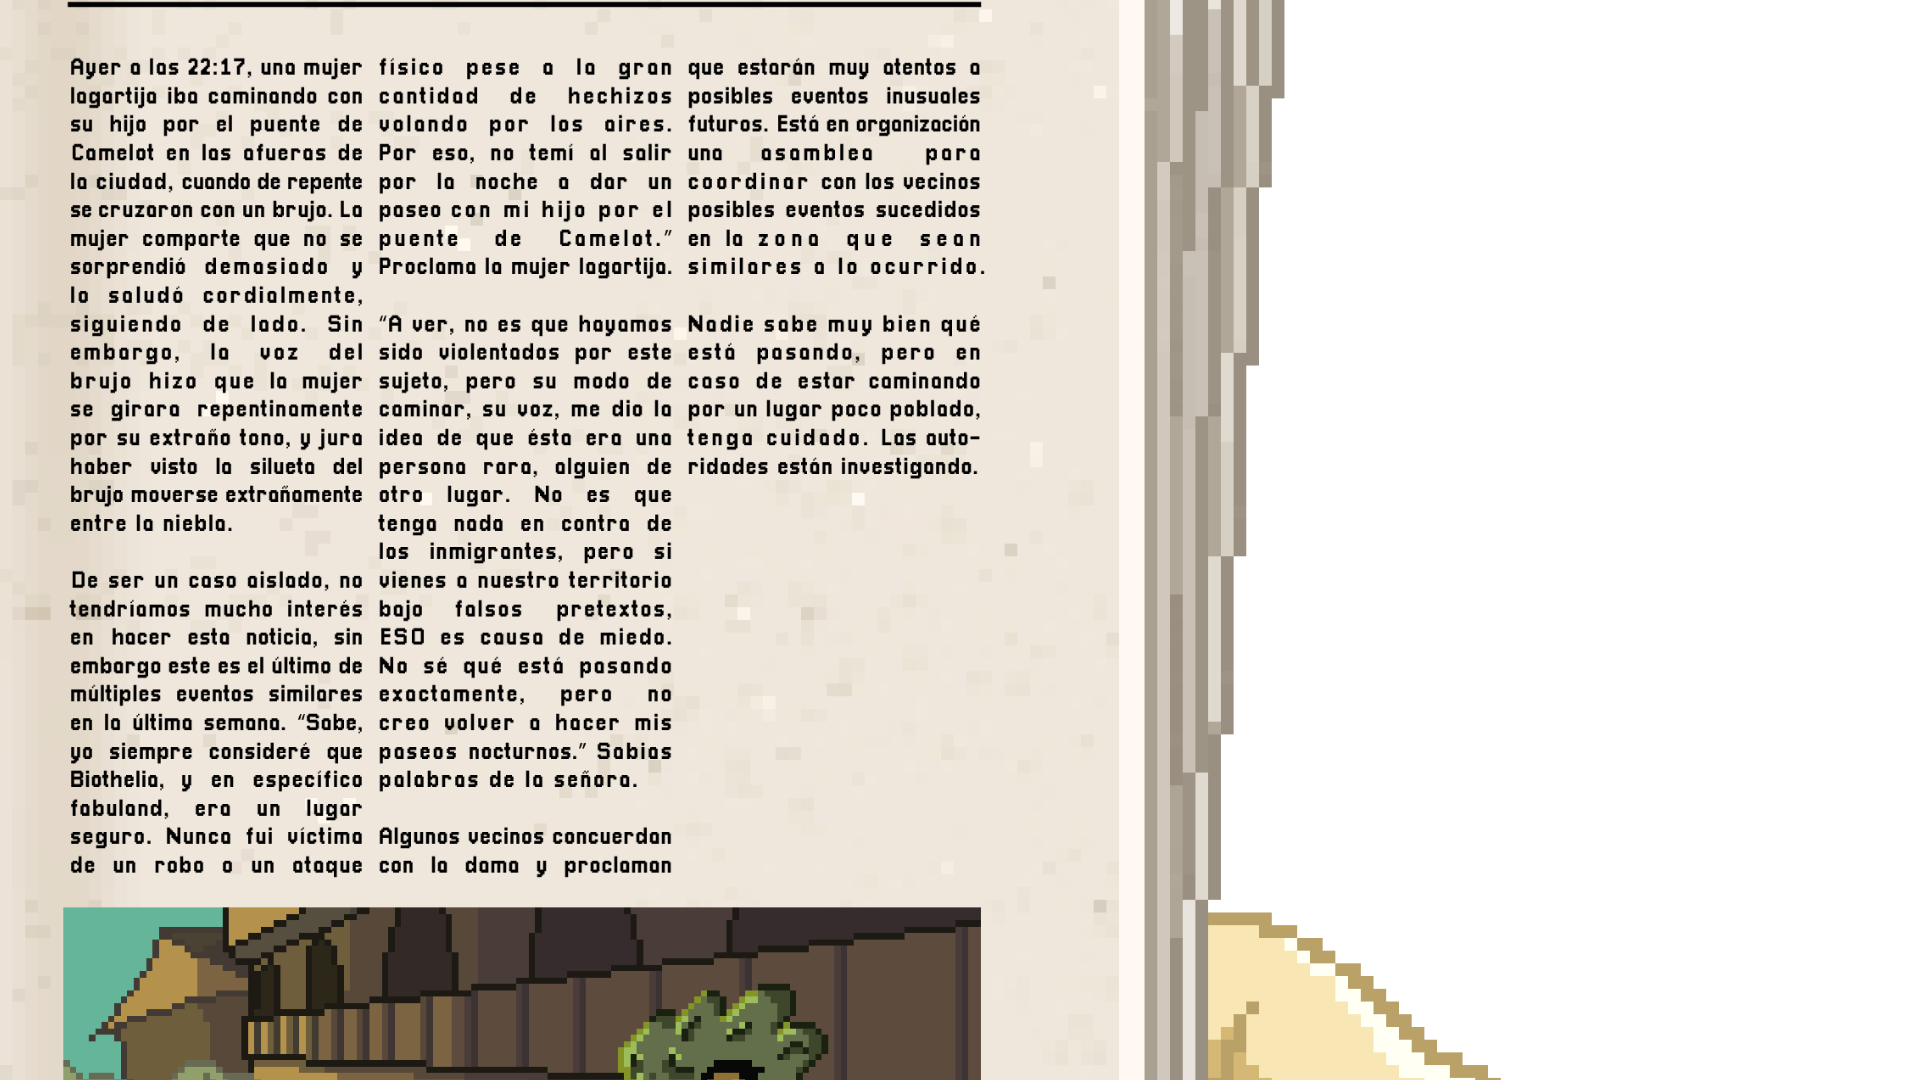 Ayer a las 22:17, una mujer
lagartija iba caminando con
su hijo por el puente de
Camelot en las afueras de
la ciudad, cuando de repente
se cruzaron con un brujo. La
mujer comparte que no se
sorprendió demasiado y
lo saludó cordialmente,
siguiendo de lado. Sin
embargo, la voz del
brujo hizo que la mujer
se girara repentinamente
por su extraño tono, y jura
haber visto la silueta del
brujo moverse extrañamente
entre la niebla.
De ser un caso aislado, no
tendríamos mucho interés
en hacer esta noticia, sin
embargo este es el último de
múltiples eventos similares
en la última semana. "Sabe,
yo siempre consideré que
Biothelia, y en específico
fabuland, era un lugar
seguro. Nunca fui víctima
de un robo o un ataque
físico pese a la gran
cantidad de hechizos
volando por los aires.
Por eso, no temí al salir
por la noche a dar un
paseo con mi hijo por el
puente de Camelot."
Proclama la mujer lagartija.
"A ver, no es que hayamos
sido violentados por este
sujeto, pero su modo de
caminar, su voz, me dio la
idea de que ésta era una
persona rara, alguien de
otro lugar. No es que
tenga nada en contra de
los inmigrantes, pero si
vienes a nuestro territorio
bajo falsos pretextos,
ESO es causa de miedo.
No sé qué está pasando
exactamente, pero no
creo volver a hacer mis
paseos nocturnos." Sabias
palabras de la señora.
Algunos vecinos concuerdan
con la dama y proclaman
que estarán muy atentos a
posibles eventos inusuales
futuros. Está en organización
una asamblea para
coordinar con los vecinos
posibles eventos sucedidos
en la zona que sean
similares a lo ocurrido.
Nadie sabe muy bien qué
está pasando, pero en
caso de estar caminando
por un lugar poco poblado,
tenga cuidado. Las auto-
ridades están investigando.